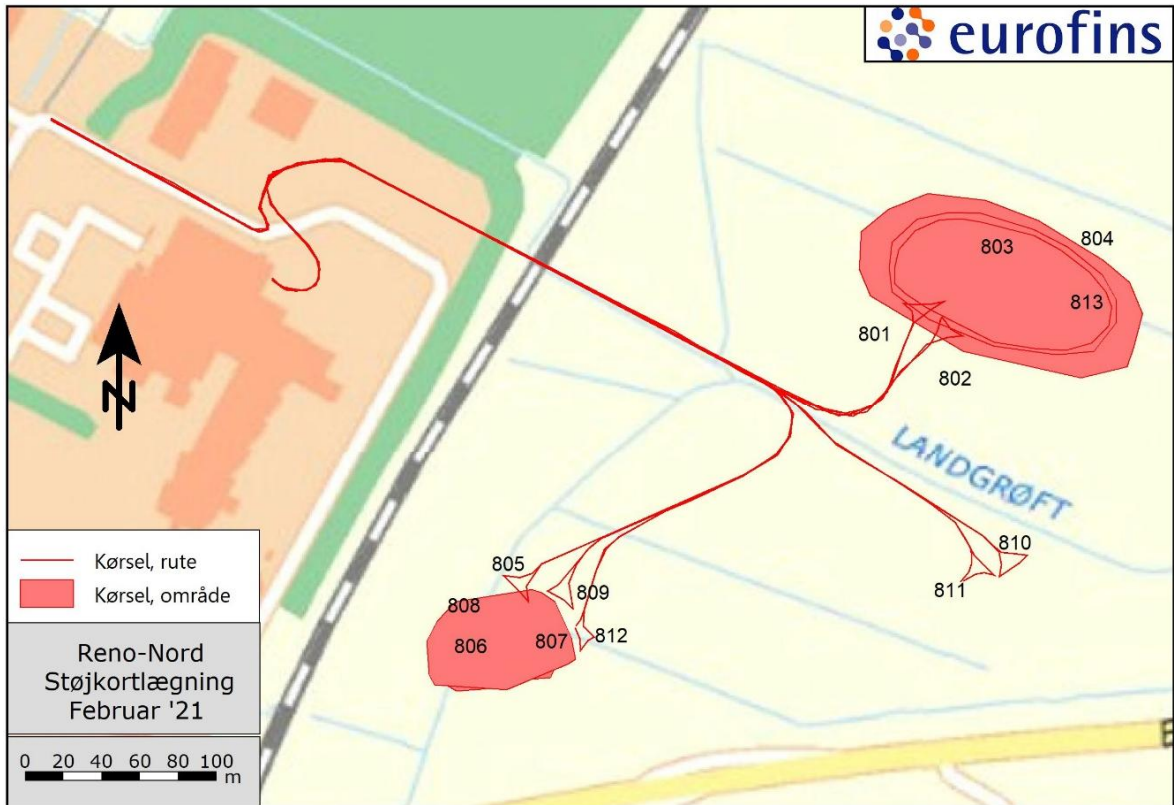 eurofins
803
804
813
801
802
LANDGRØFT
810
811
805
809
808
812
806
807
Kørsel, rute
Kørsel, område
Reno-Nord
Støjkortlægning
Februar '21
0 20 40 60 80 100
m
N